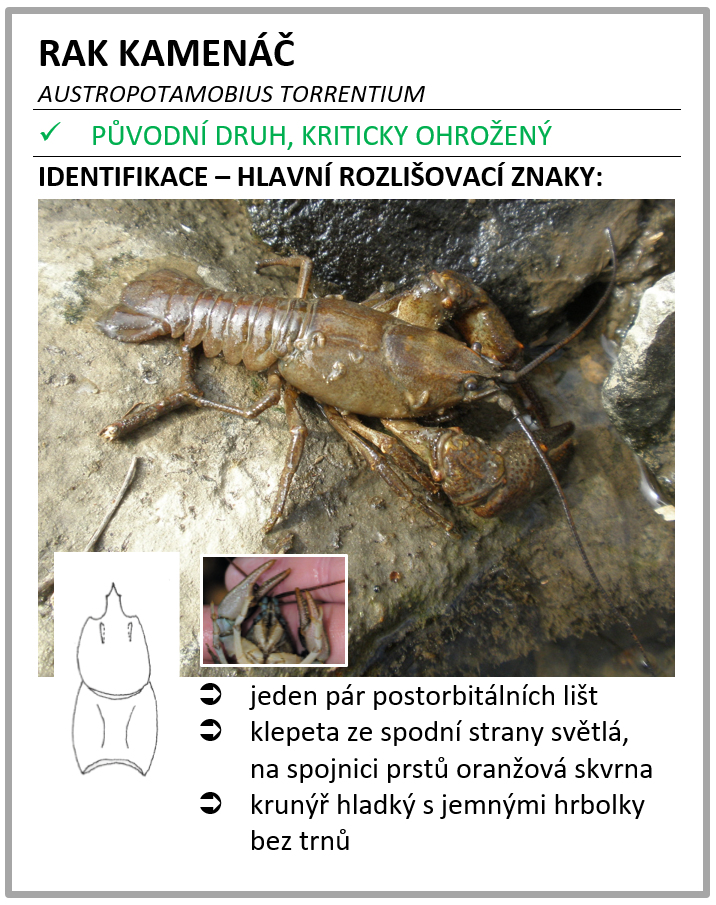 RAK KAMENÁČ
AUSTROPOTAMOBIUS TORRENTIUM
✓ PŮVODNÍ DRUH, KRITICKY OHROŽENÝ
IDENTIFIKACE – HLAVNÍ ROZLIŠOVACÍ ZNAKY:
➲ jeden pár postorbitálních lišt
➲ klepeta ze spodní strany světlá,
na spojnici prstů oranžová skvrna
➲ krunýř hladký s jemnými hrbolky
bez trnů